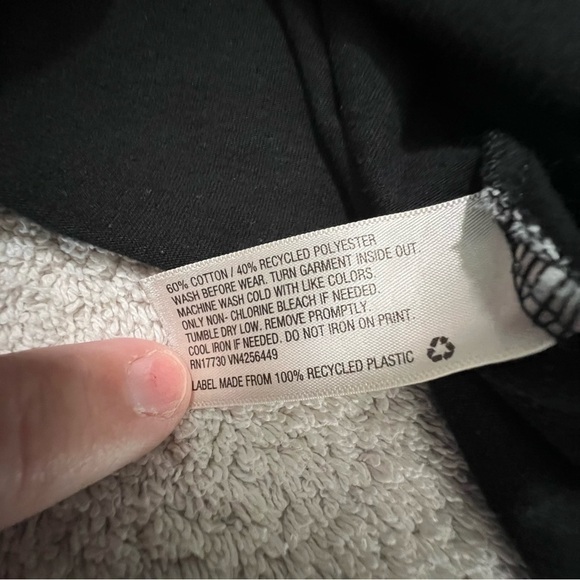 60% COTTON / 40% RECYCLED POLYESTER
WASH BEFORE WEAR. TURN GARMENT INSIDE OUT.
MACHINE WASH COLD WITH LIKE COLORS.
ONLY NON- CHLORINE BLEACH IF NEEDED.
TUMBLE DRY LOW. REMOVE PROMPTLY.
COOL IRON IF NEEDED. DO NOT IRON ON PRINT.
RN17730 VN4256449
LABEL MADE FROM 100% RECYCLED PLASTIC